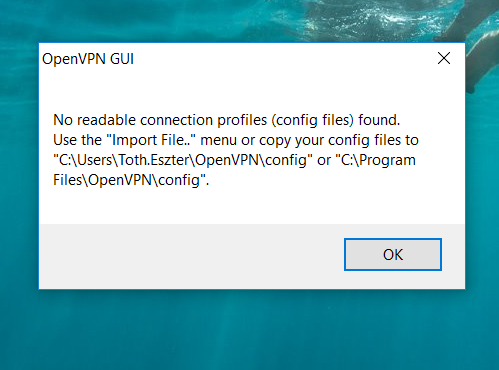 OpenVPN GUI
No readable connection profiles (config files) found.
Use the "Import File.." menu or copy your config files to
"C:\Users\Toth.Eszter\OpenVPN\config" or "C:\Program
Files\OpenVPN\config".
OK